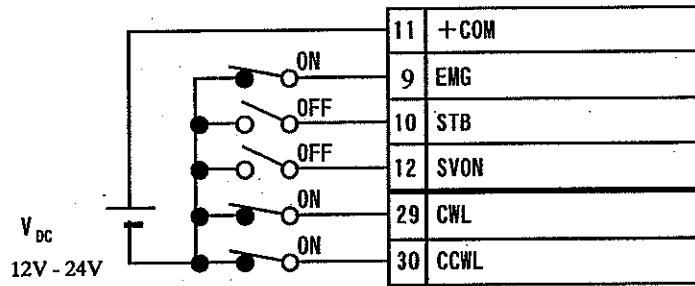 11 +COM
ON
9 EMG
OFF
10 STB
OFF
12 SVON
ON
29 CWL
ON
30 CCWL
V DC
12V - 24V